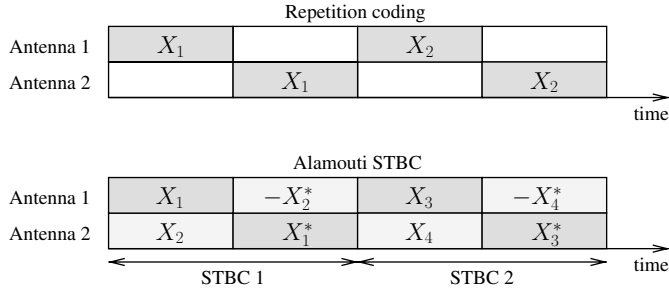 Repetition coding
Antenna 1 X₁ X₂
Antenna 2 X₁ X₂
time
Alamouti STBC
Antenna 1 X₁ −X₂* X₃ −X₄*
Antenna 2 X₂ X₁* X₄ X₃*
time
STBC 1 STBC 2